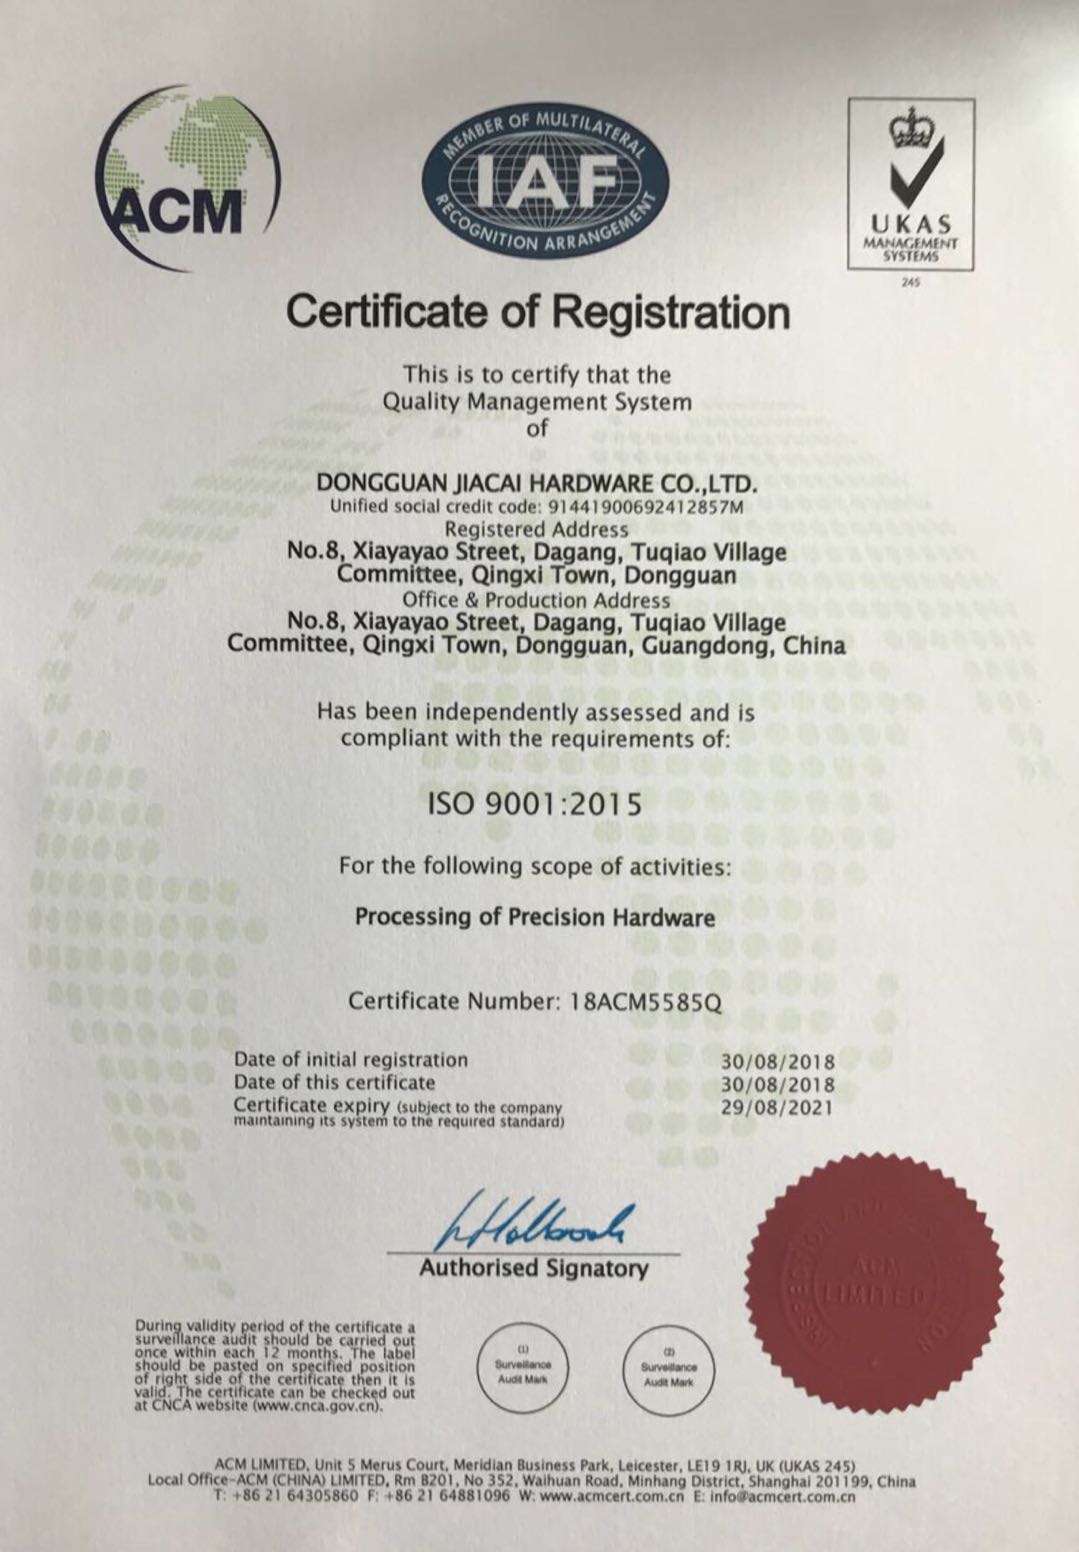 ACM
MEMBER OF MULTILATERAL
IAF
RECOGNITION ARRANGEMENT
UKAS
MANAGEMENT
SYSTEMS
245
Certificate of Registration
This is to certify that the
Quality Management System
of
DONGGUAN JIACAI HARDWARE CO.,LTD.
Unified social credit code: 91441900692412857M
Registered Address
No.8, Xiayayao Street, Dagang, Tuqiao Village
Committee, Qingxi Town, Dongguan
Office & Production Address
No.8, Xiayayao Street, Dagang, Tuqiao Village
Committee, Qingxi Town, Dongguan, Guangdong, China
Has been independently assessed and is
compliant with the requirements of:
ISO 9001:2015
For the following scope of activities:
Processing of Precision Hardware
Certificate Number: 18ACM5585Q
Date of initial registration 30/08/2018
Date of this certificate 30/08/2018
Certificate expiry (subject to the company 29/08/2021
maintaining its system to the required standard)
Authorised Signatory
ACM
LIMITED
During validity period of the certificate a
surveillance audit should be carried out
once within each 12 months. The label
should be pasted on specified position
of right side of the certificate then it is
valid. The certificate can be checked out
at CNCA website (www.cnca.gov.cn).
(1)
Surveillance
Audit Mark
(2)
Surveillance
Audit Mark
ACM LIMITED, Unit 5 Merus Court, Meridian Business Park, Leicester, LE19 1RJ, UK (UKAS 245)
Local Office-ACM (CHINA) LIMITED, Rm B201, No 352, Waihuan Road, Minhang District, Shanghai 201199, China
T: +86 21 64305860 F: +86 21 64881096 W: www.acmcert.com.cn E: info@acmcert.com.cn